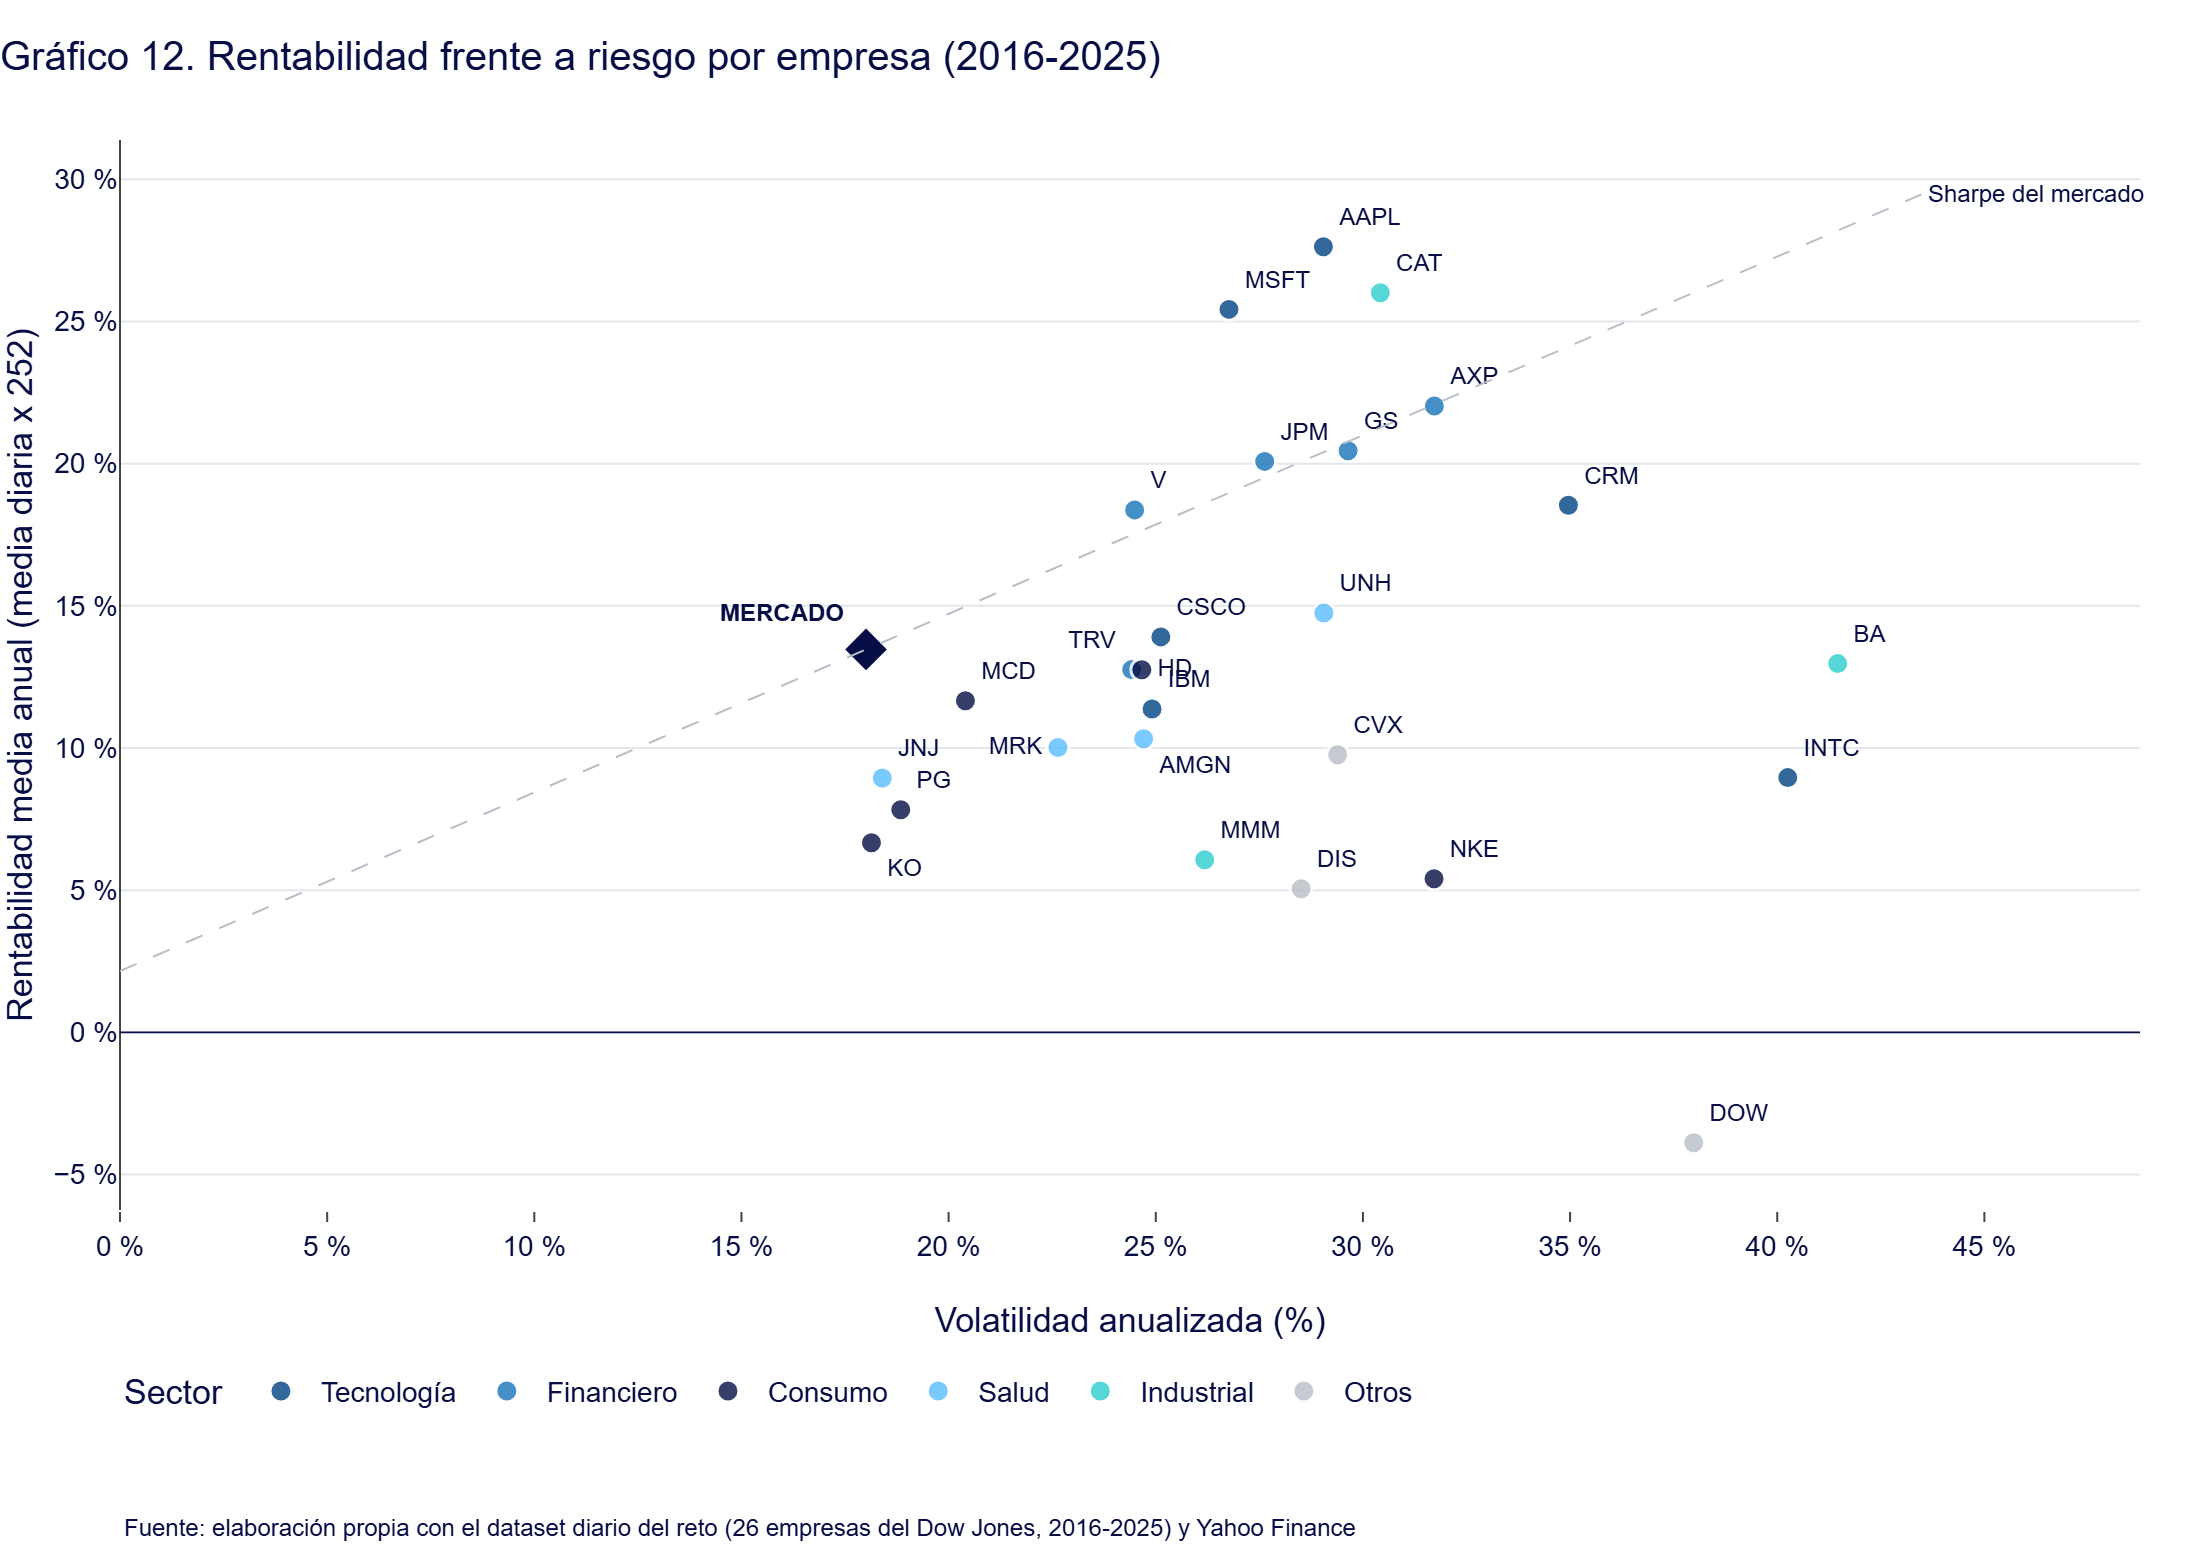 Gráfico 12. Rentabilidad frente a riesgo por empresa (2016-2025)
Rentabilidad media anual (media diaria x 252)
30 %
25 %
20 %
15 %
10 %
5 %
0 %
−5 %
Sharpe del mercado
AAPL
CAT
MSFT
AXP
GS
JPM
V
CRM
UNH
CSCO
MERCADO
TRV
BA
HD
MCD
IBM
CVX
JNJ
MRK
INTC
AMGN
PG
MMM
NKE
DIS
KO
DOW
0 %
5 %
10 %
15 %
20 %
25 %
30 %
35 %
40 %
45 %
Volatilidad anualizada (%)
Sector
Tecnología
Financiero
Consumo
Salud
Industrial
Otros
Fuente: elaboración propia con el dataset diario del reto (26 empresas del Dow Jones, 2016-2025) y Yahoo Finance